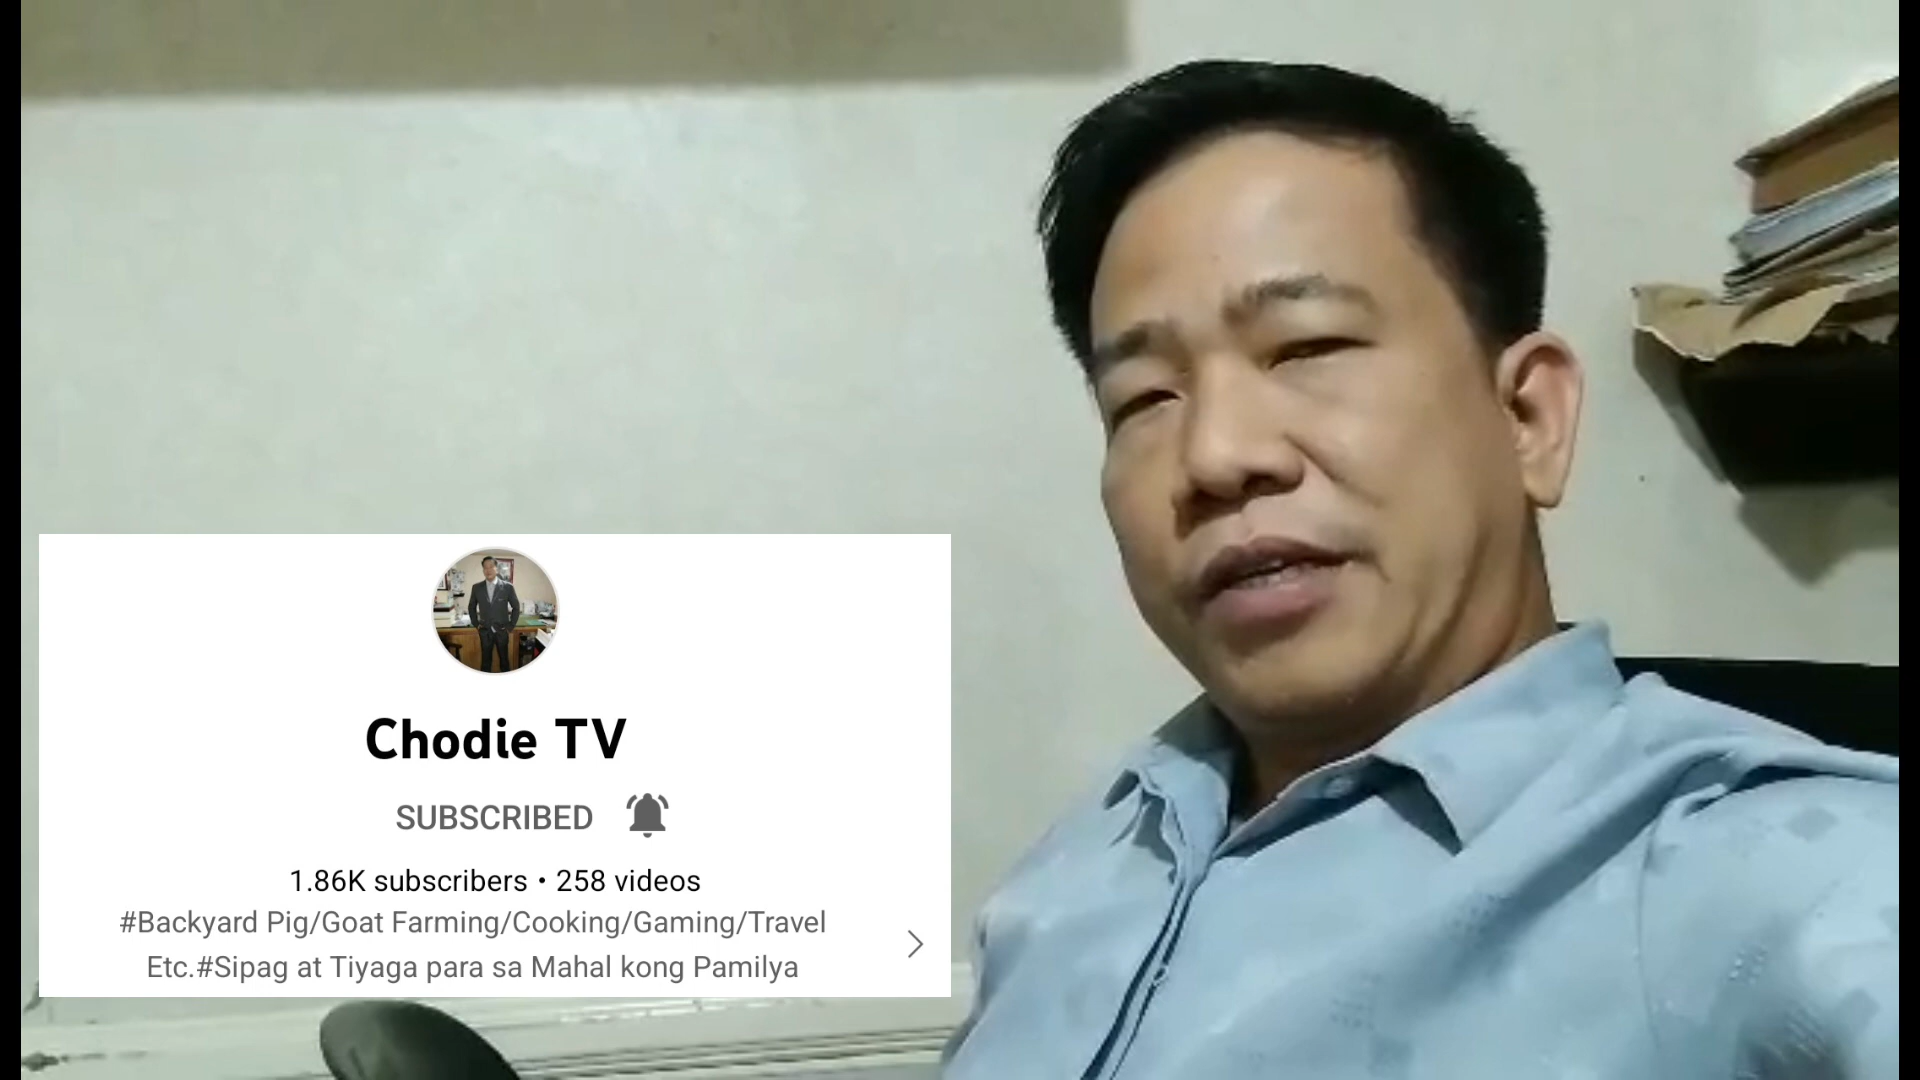 Chodie TV
SUBSCRIBED
1.86K subscribers • 258 videos
#Backyard Pig/Goat Farming/Cooking/Gaming/Travel
Etc.#Sipag at Tiyaga para sa Mahal kong Pamilya